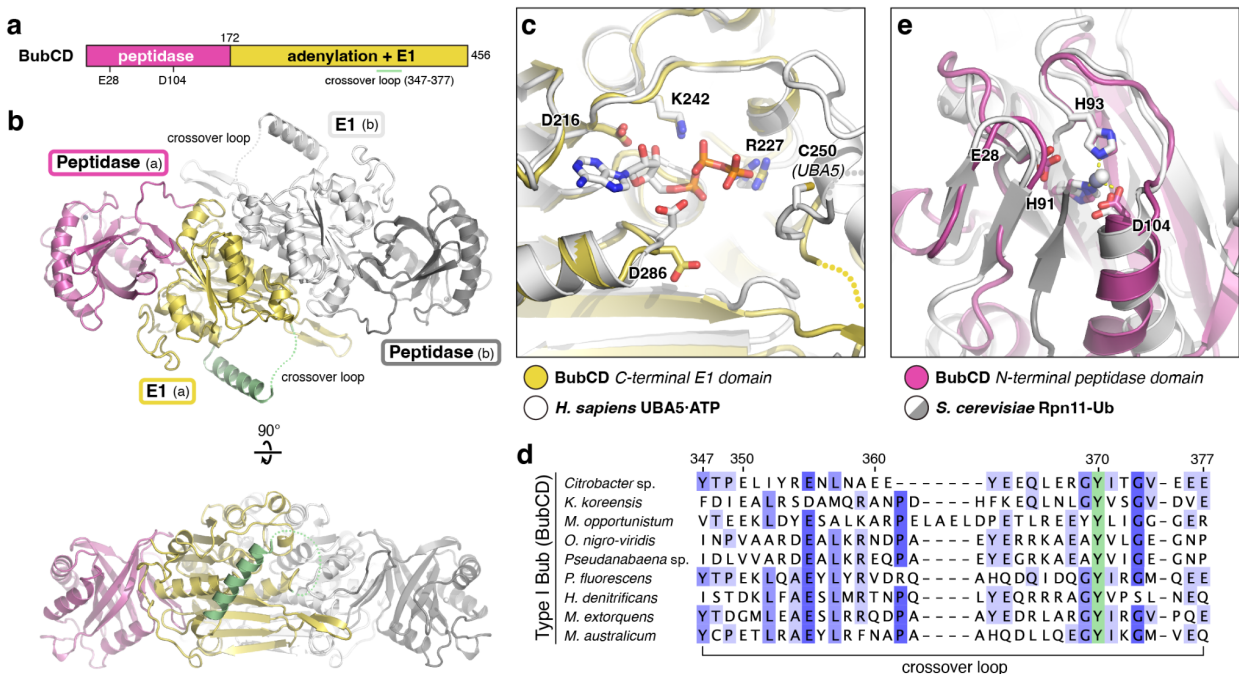 a
172
BubCD
peptidase
adenylation + E1
456
E28
D104
crossover loop (347-377)
b
crossover loop
E1 (b)
Peptidase (a)
Peptidase (b)
crossover loop
E1 (a)
90°
c
K242
D216
R227
C250
(UBA5)
D286
BubCD C-terminal E1 domain
H. sapiens UBA5·ATP
e
H93
E28
H91
D104
BubCD N-terminal peptidase domain
S. cerevisiae Rpn11-Ub
d
347 350 360 370 377
Type I Bub (BubCD)
Citrobacter sp. YTPELIYRENLNAEE-------YEEQLERGYITGV-EEE
K. koreensis FDIEALRSDAMQRANPD----HFKEQLNLGYVSGV-DVE
M. opportunistum VTEEKLDYESALKARPELAELDPETLREEYYLIGG-GER
O. nigro-viridis INPVAARDEALKRNDPA-----YERRKAEAYVLGE-GNP
Pseudanabaena sp. IDLVVARDEALKREQPA-----YEGRKAEAYVIGE-GNP
P. fluorescens YTPEKLQAEYLYRVDRQ----AHQDQIDQGYIRGM-QEE
H. denitrificans ISTDKLFAESLMRTNPQ----LYEQRRRAGYVPSL-NEQ
M. extorquens YTDGMLEAESLRRQDPA-----YEDRLARGYIRGV-PQE
M. australicum YCPETLRAEYLRFNAPA----HQDLLQEGYIKGM-VEQ
crossover loop